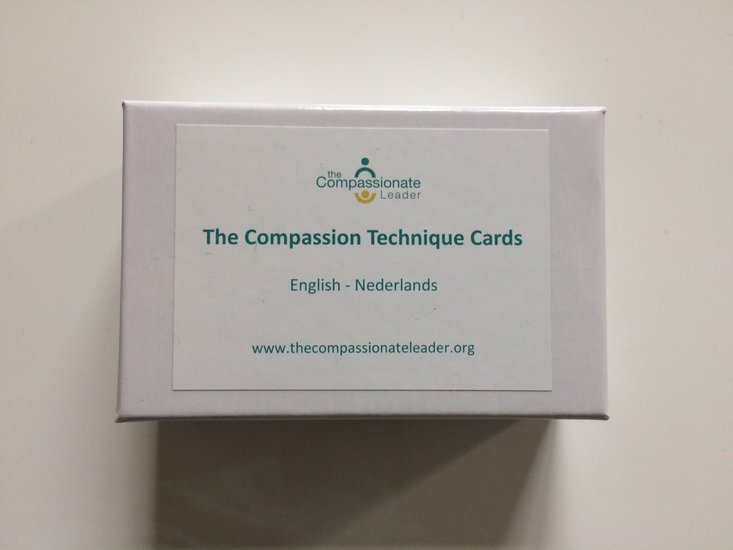 the
Compassionate
Leader
The Compassion Technique Cards
English - Nederlands
www.thecompassionateleader.org